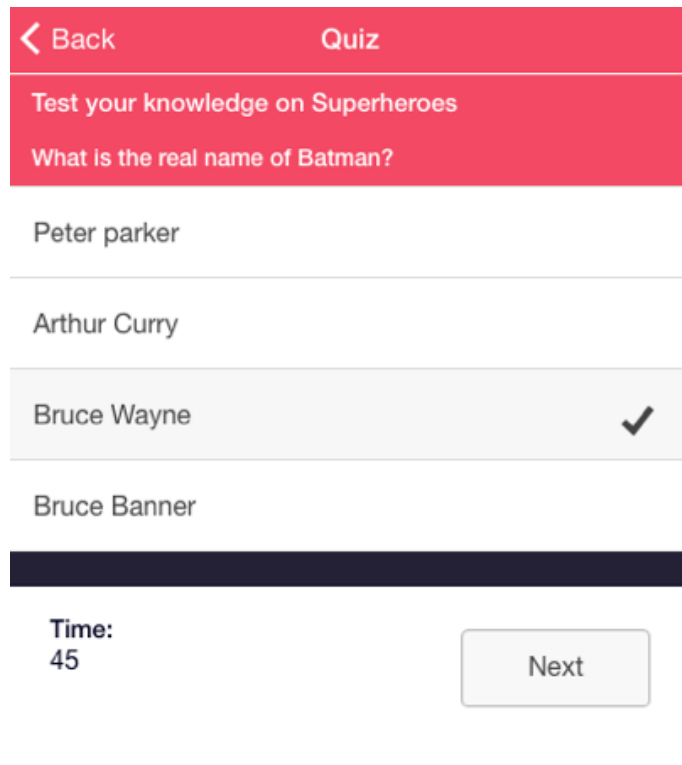 Back Quiz
Test your knowledge on Superheroes
What is the real name of Batman?
Peter parker
Arthur Curry
Bruce Wayne
Bruce Banner
Time:
45
Next